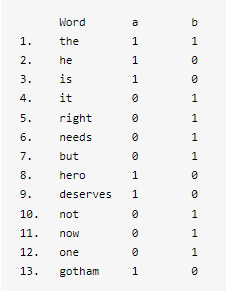 Word a b
1. the 1 1
2. he 1 0
3. is 1 0
4. it 0 1
5. right 0 1
6. needs 0 1
7. but 0 1
8. hero 1 0
9. deserves 1 0
10. not 0 1
11. now 0 1
12. one 0 1
13. gotham 1 0